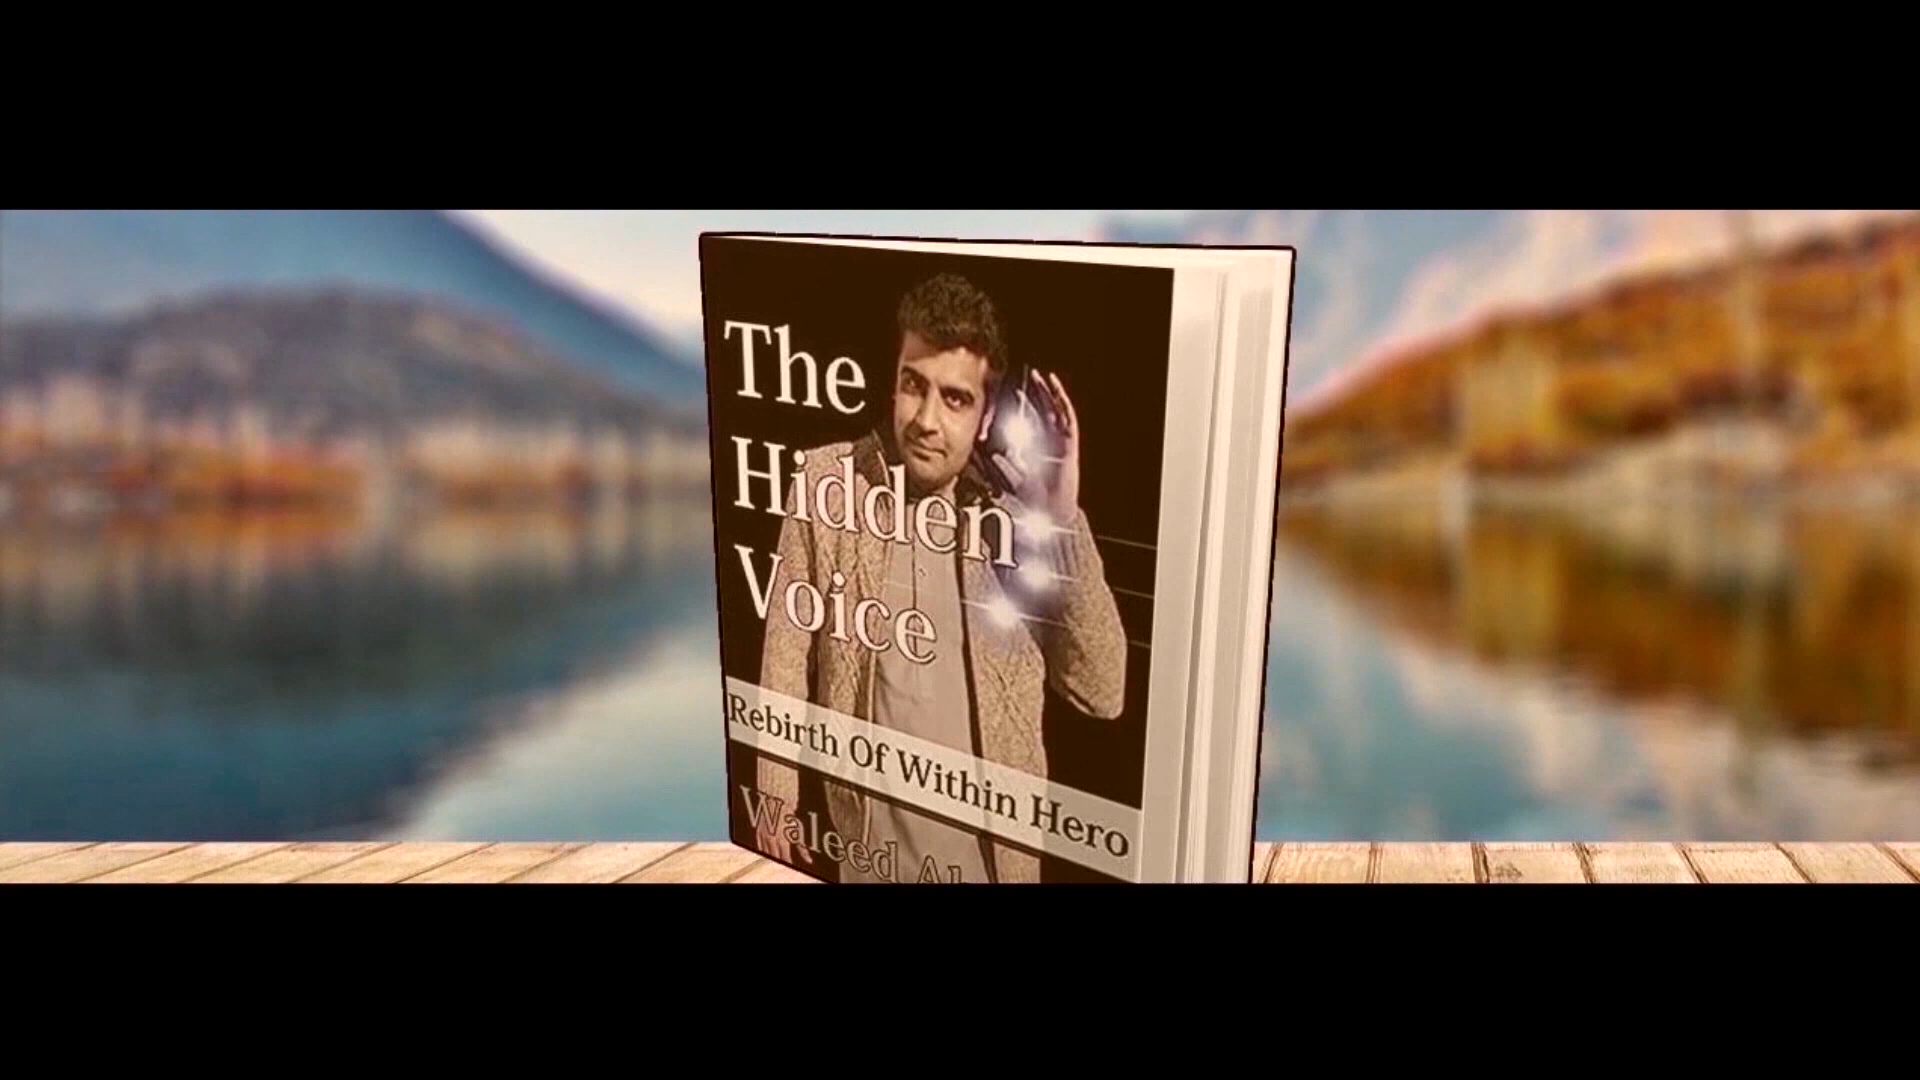 The
Hidden
Voice
Rebirth Of Within Hero
Waleed